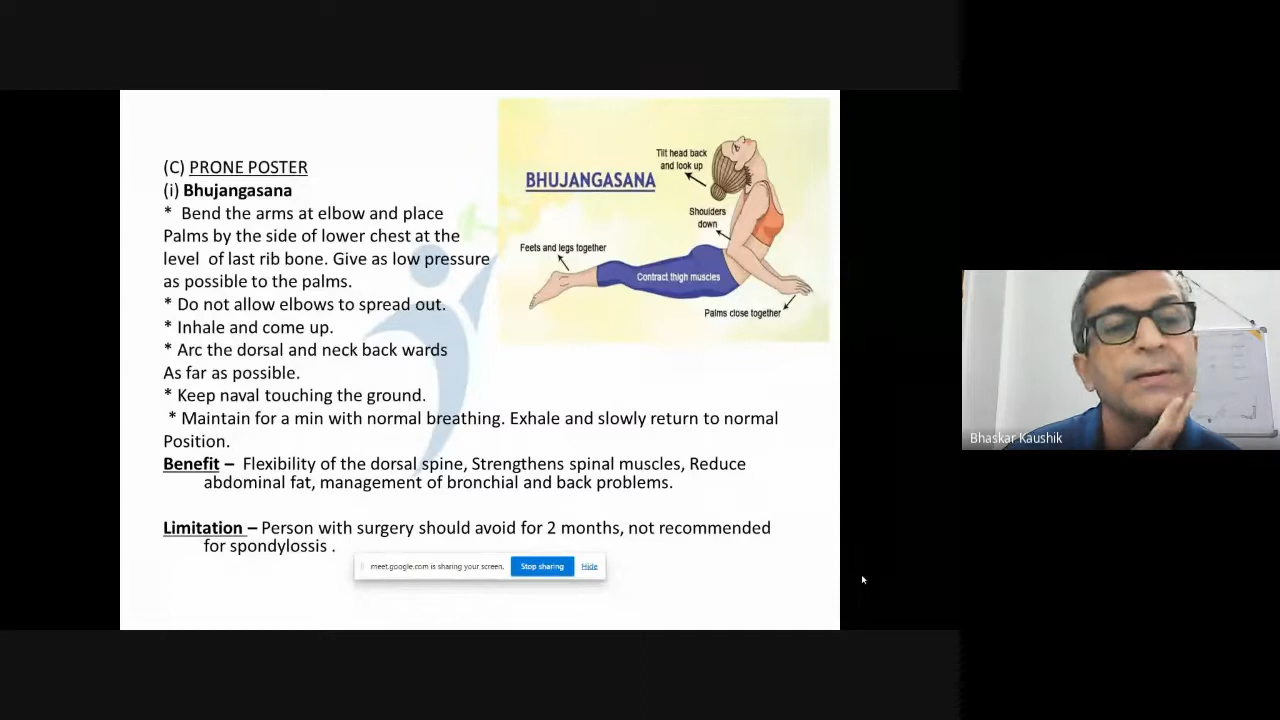 (C) PRONE POSTER
(i) Bhujangasana
* Bend the arms at elbow and place
Palms by the side of lower chest at the
level of last rib bone. Give as low pressure
as possible to the palms.
* Do not allow elbows to spread out.
* Inhale and come up.
* Arc the dorsal and neck back wards
As far as possible.
* Keep naval touching the ground.
* Maintain for a min with normal breathing. Exhale and slowly return to normal
Position.
Benefit – Flexibility of the dorsal spine, Strengthens spinal muscles, Reduce
abdominal fat, management of bronchial and back problems.
Limitation – Person with surgery should avoid for 2 months, not recommended
for spondylossis .
BHUJANGASANA
Tilt head back
and look up
Shoulders
down
Feets and legs together
Contract thigh muscles
Palms close together
meet.google.com is sharing your screen.
Stop sharing
Hide
Bhaskar Kaushik